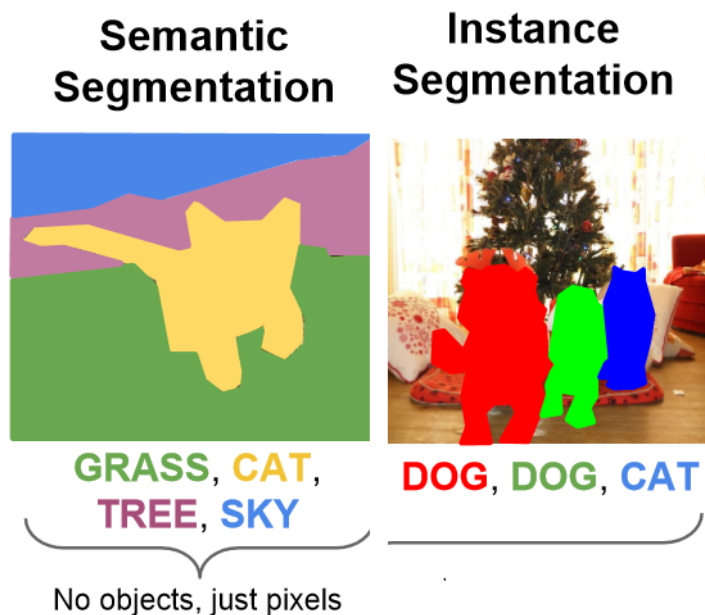 Semantic
Segmentation
GRASS, CAT,
TREE, SKY
No objects, just pixels
Instance
Segmentation
DOG, DOG, CAT
.